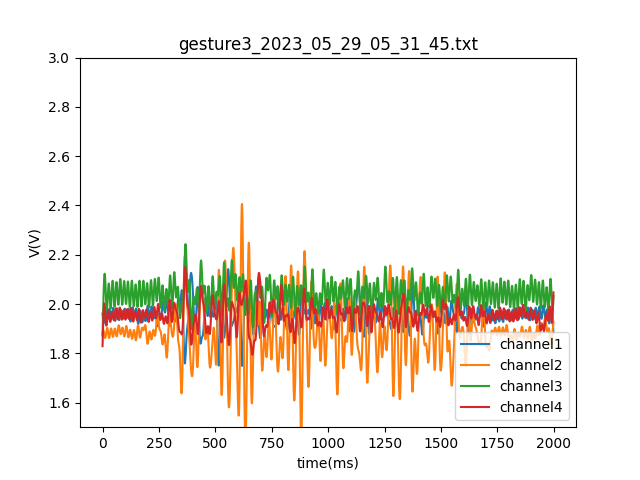 gesture3_2023_05_29_05_31_45.txt
3.0
2.8
2.6
2.4
2.2
2.0
1.8
1.6
V(V)
channel1
channel2
channel3
channel4
0 250 500 750 1000 1250 1500 1750 2000
time(ms)